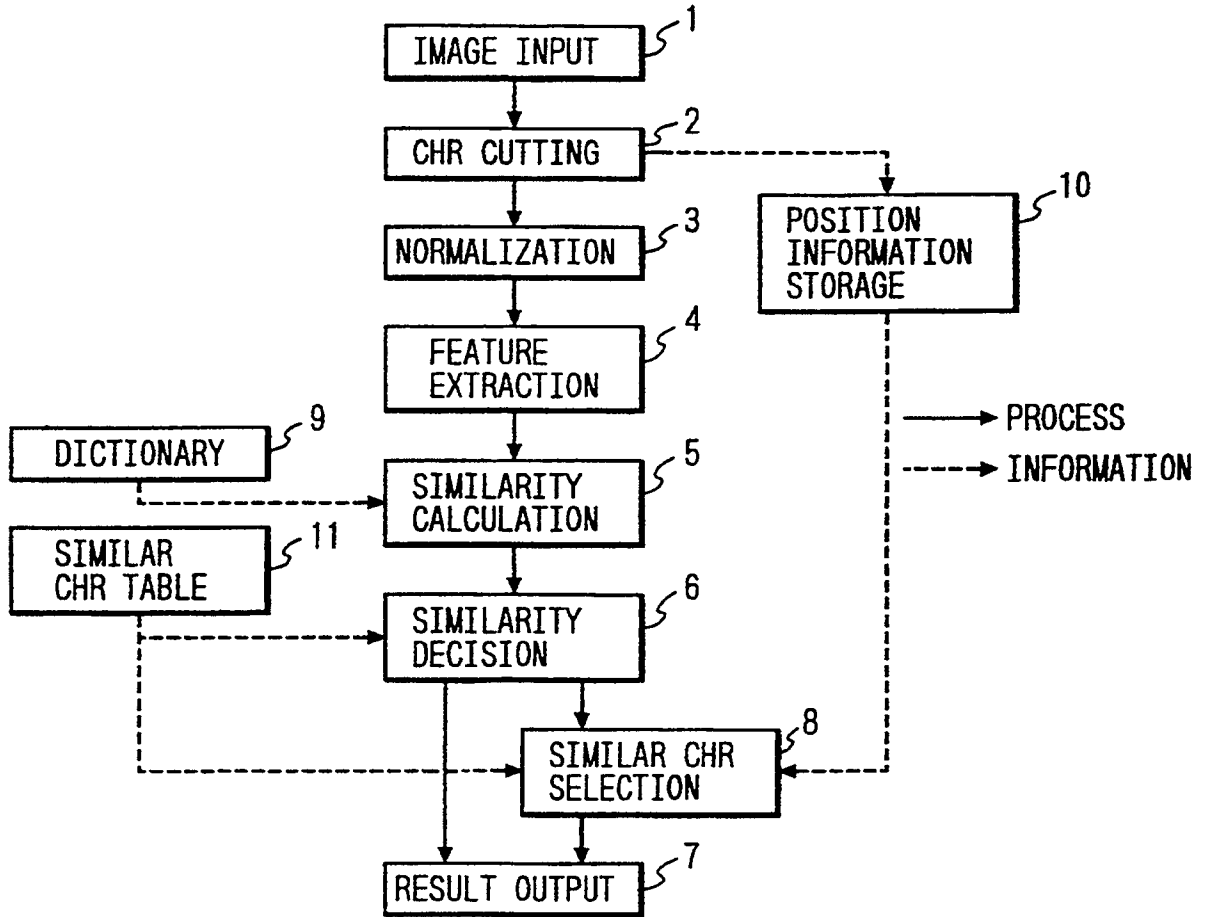 1
IMAGE INPUT
2
CHR CUTTING
10
POSITION
INFORMATION
STORAGE
3
NORMALIZATION
4
FEATURE
EXTRACTION
PROCESS
INFORMATION
9
DICTIONARY
5
SIMILARITY
CALCULATION
11
SIMILAR
CHR TABLE
6
SIMILARITY
DECISION
8
SIMILAR CHR
SELECTION
7
RESULT OUTPUT